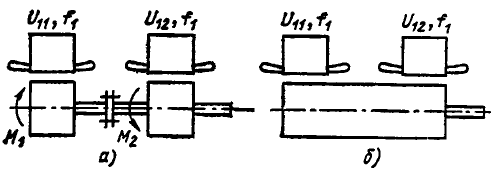 U11, f1 U12, f1 U11, f1 U12, f1
M1 M2
а) б)